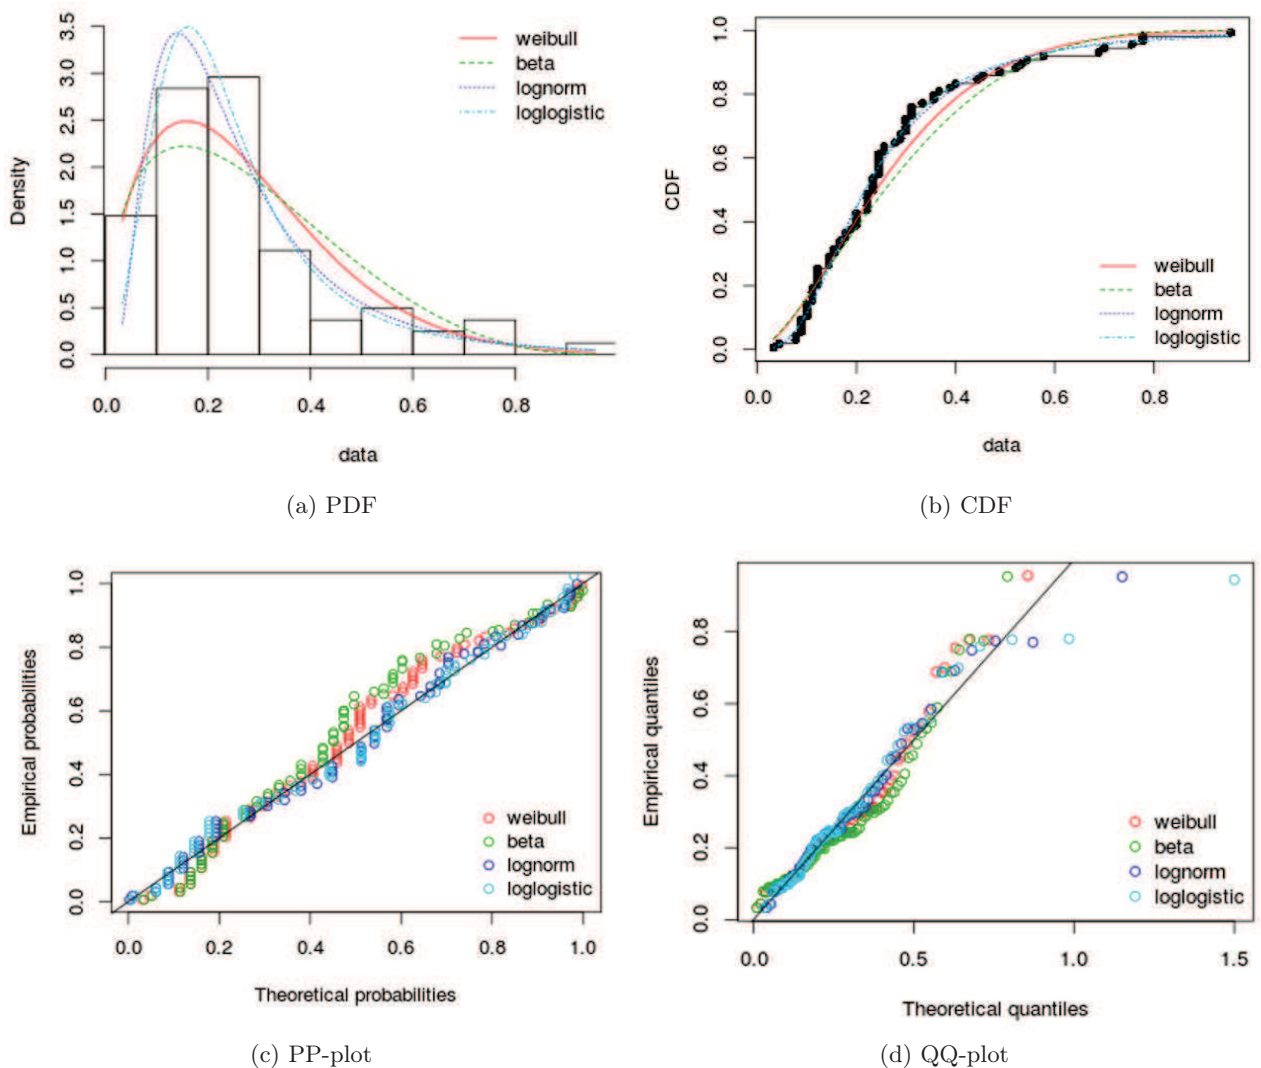 Density
3.5
3.0
2.5
2.0
1.5
1.0
0.5
0.0
0.0 0.2 0.4 0.6 0.8
data
weibull
beta
lognorm
loglogistic
(a) PDF
CDF
1.0
0.8
0.6
0.4
0.2
0.0
0.0 0.2 0.4 0.6 0.8
data
weibull
beta
lognorm
loglogistic
(b) CDF
Empirical probabilities
1.0
0.8
0.6
0.4
0.2
0.0
0.0 0.2 0.4 0.6 0.8 1.0
Theoretical probabilities
weibull
beta
lognorm
loglogistic
(c) PP-plot
Empirical quantiles
0.8
0.6
0.4
0.2
0.0
0.0 0.5 1.0 1.5
Theoretical quantiles
weibull
beta
lognorm
loglogistic
(d) QQ-plot